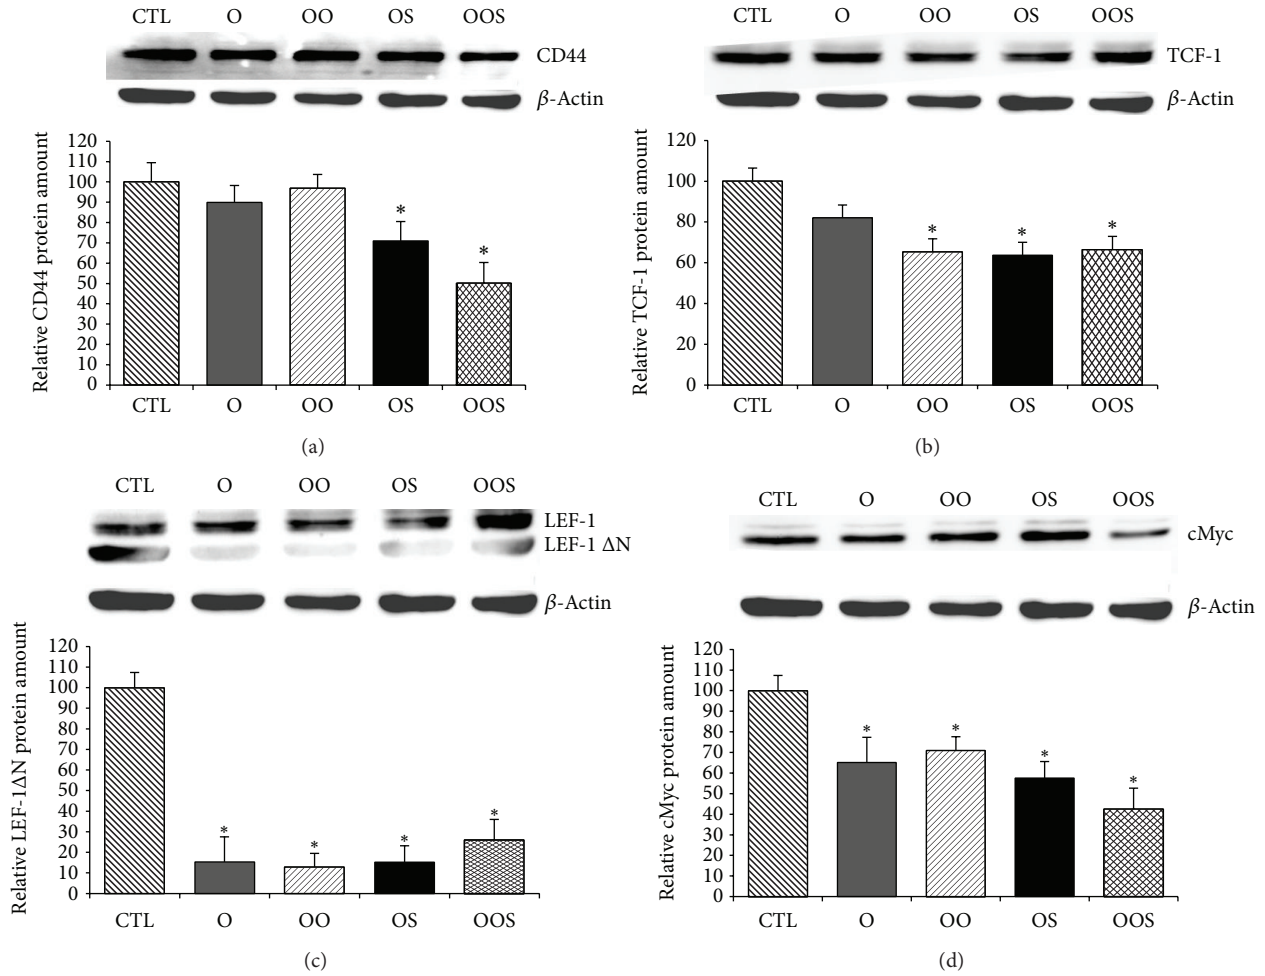 CTL O OO OS OOS
CD44
β-Actin
Relative CD44 protein amount
120
110
100
90
80
70
60
50
40
30
20
10
0
*
*
CTL O OO OS OOS
(a)
CTL O OO OS OOS
TCF-1
β-Actin
Relative TCF-1 protein amount
120
100
80
60
40
20
0
* * *
CTL O OO OS OOS
(b)
CTL O OO OS OOS
LEF-1
LEF-1 ΔN
β-Actin
Relative LEF-1ΔN protein amount
120
110
100
90
80
70
60
50
40
30
20
10
0
* * * *
CTL O OO OS OOS
(c)
CTL O OO OS OOS
cMyc
β-Actin
Relative cMyc protein amount
120
110
100
90
80
70
60
50
40
30
20
10
0
* * * *
CTL O OO OS OOS
(d)